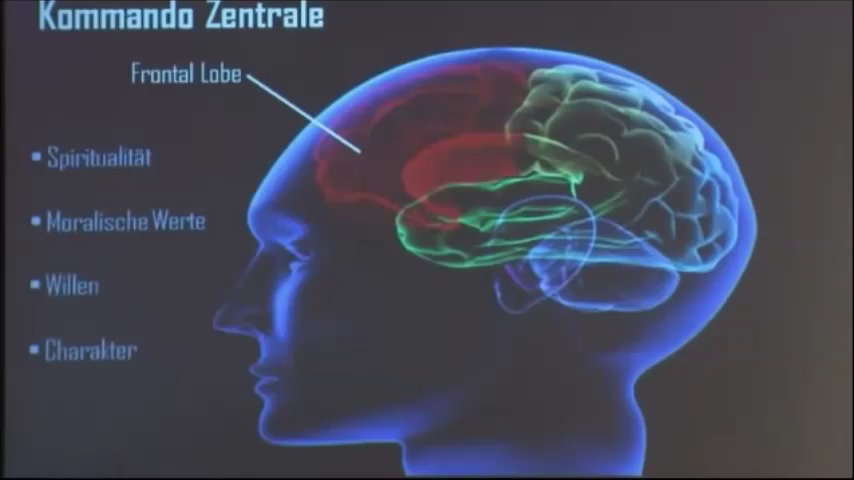 Kommando Zentrale
Frontal Lobe
▪ Spiritualität
▪ Moralische Werte
▪ Willen
▪ Charakter